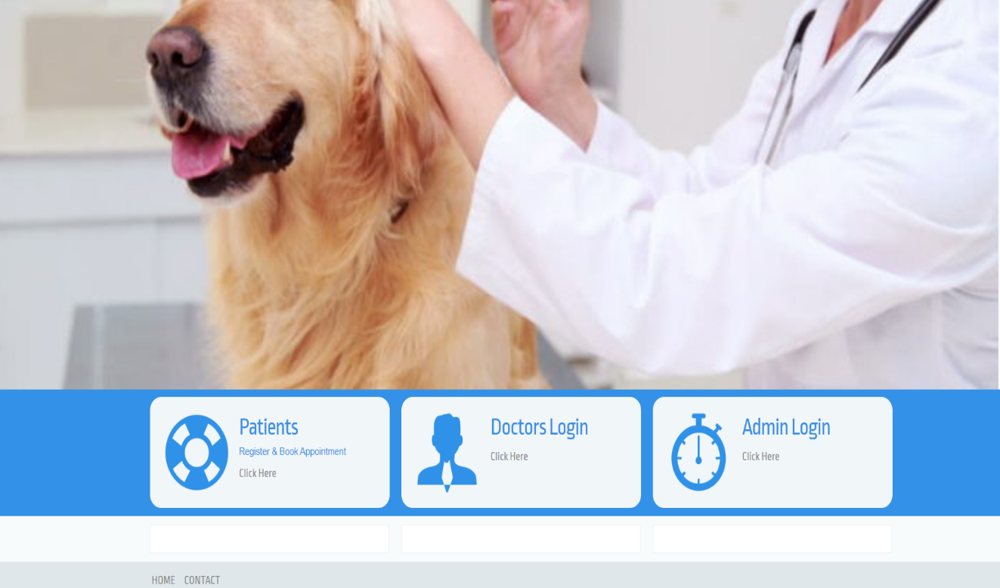 Patients
Register & Book Appointment
Click Here
Doctors Login
Click Here
Admin Login
Click Here
HOME CONTACT